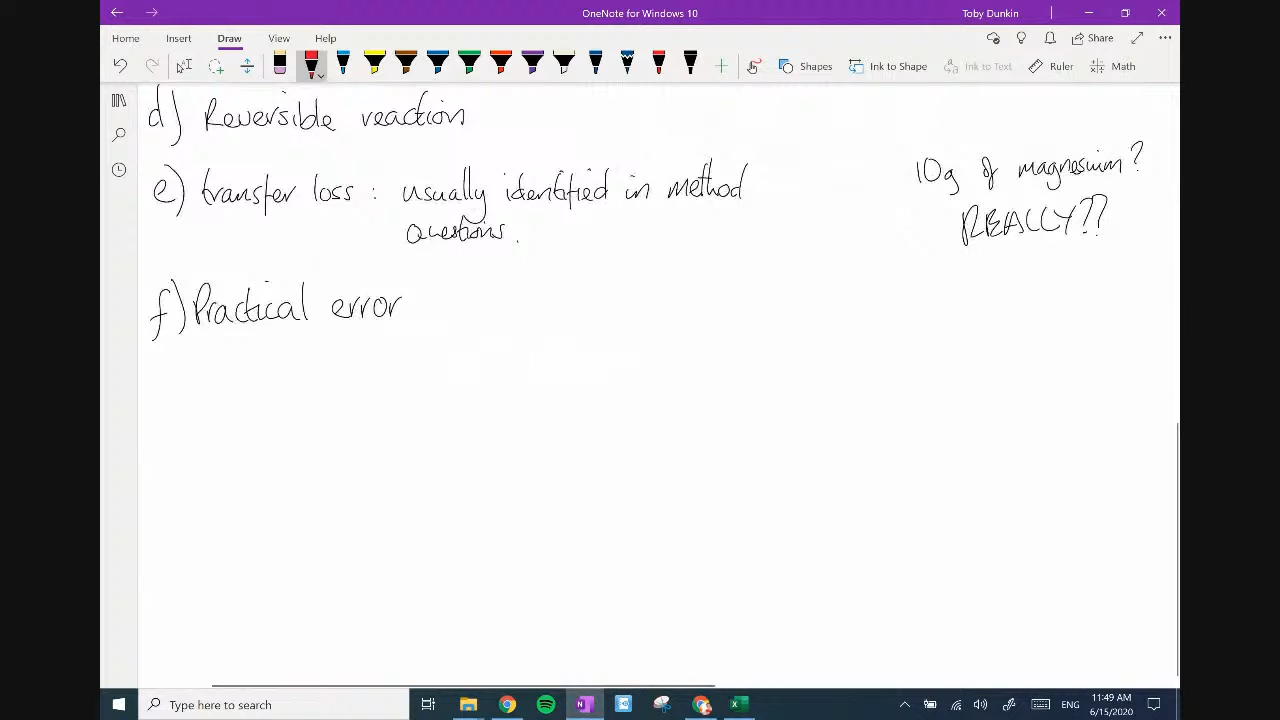 OneNote for Windows 10
Toby Dunkin
Home Insert Draw View Help
Share
Shapes Ink to Shape Ink to Text Ruler Math
d) Reversible reaction
10g of magnesium?
e) transfer loss : usually identified in method
REALLY??
questions.
f) Practical error
Type here to search
ENG
11:49 AM
6/15/2020